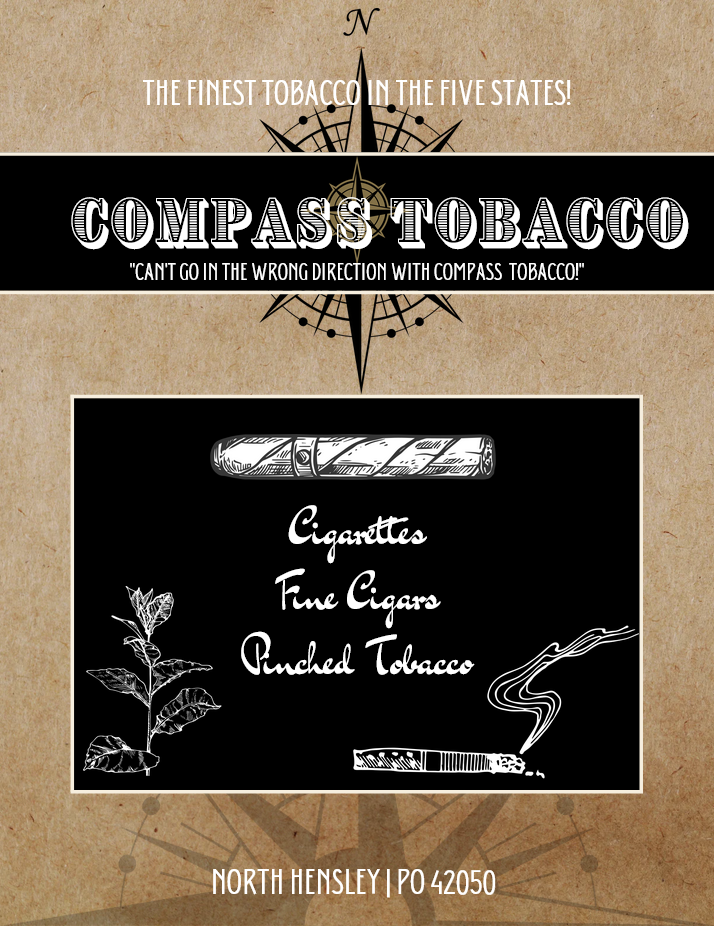 N
THE FINEST TOBACCO IN THE FIVE STATES!
COMPASS TOBACCO
"CAN'T GO IN THE WRONG DIRECTION WITH COMPASS TOBACCO!"
Cigarettes
Fine Cigars
Pinched Tobacco
NORTH HENSLEY | PO 42050